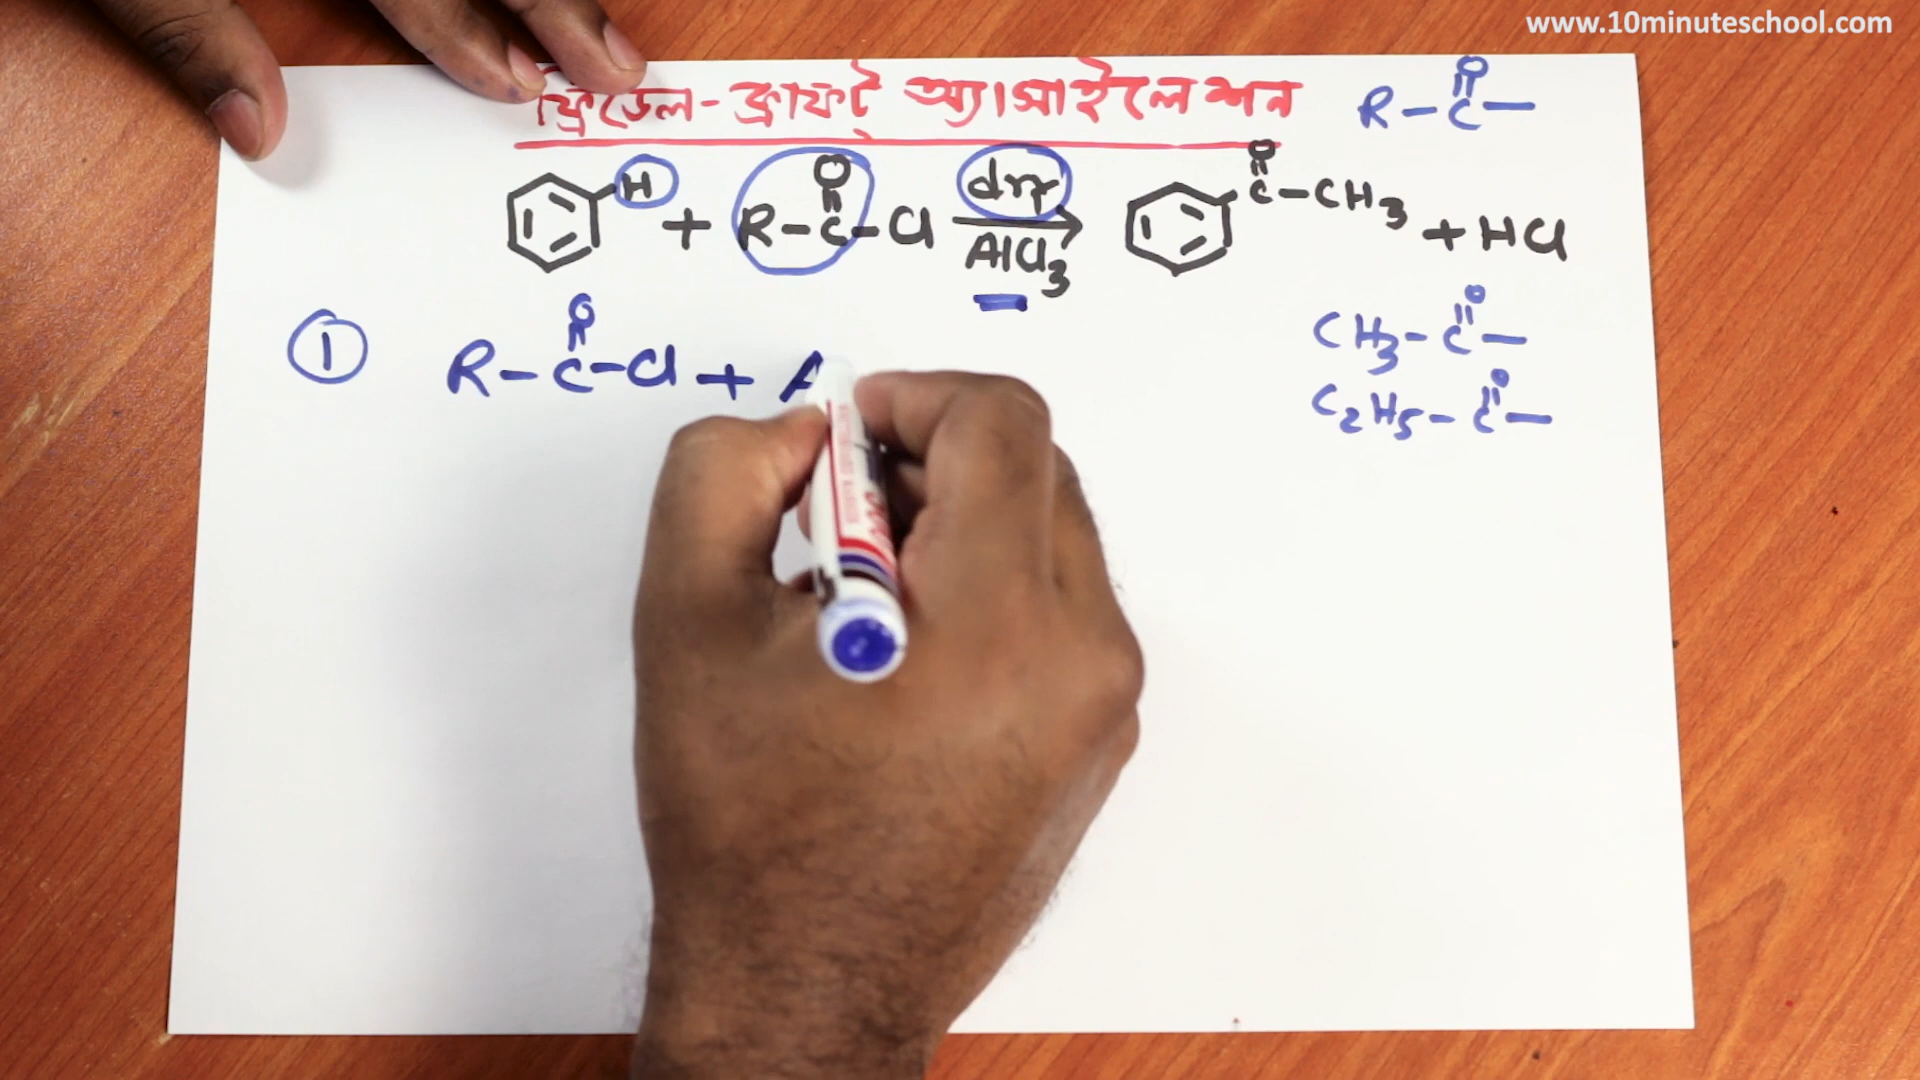 www.10minuteschool.com
ফ্রিডেল-ক্রাফট অ্যাসাইলেশন
R-C(=O)-
H + R-C(=O)-Cl dry AlCl₃ → C(=O)-CH₃ + HCl
① R-C(=O)-Cl + A
CH₃-C(=O)-
C₂H₅-C(=O)-